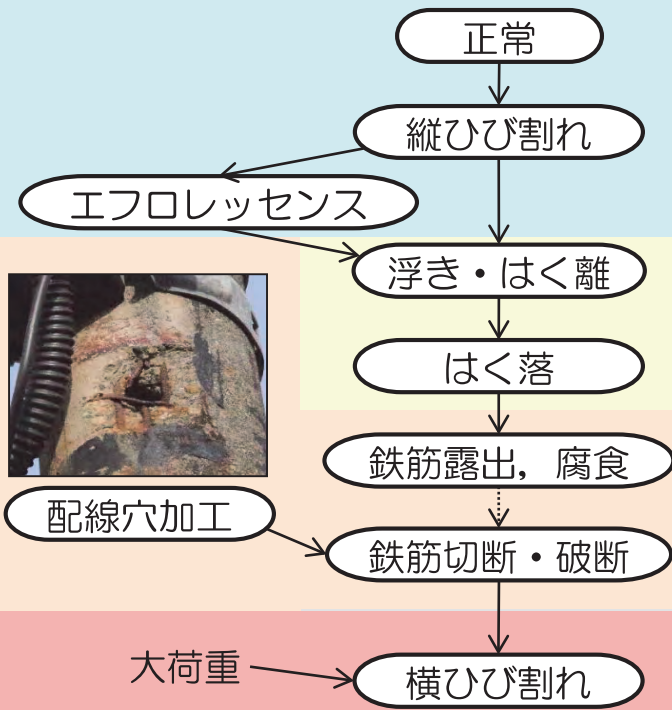 正常
縦ひび割れ
エフロレッセンス
浮き・はく離
はく落
鉄筋露出，腐食
配線穴加工
鉄筋切断・破断
大荷重
横ひび割れ